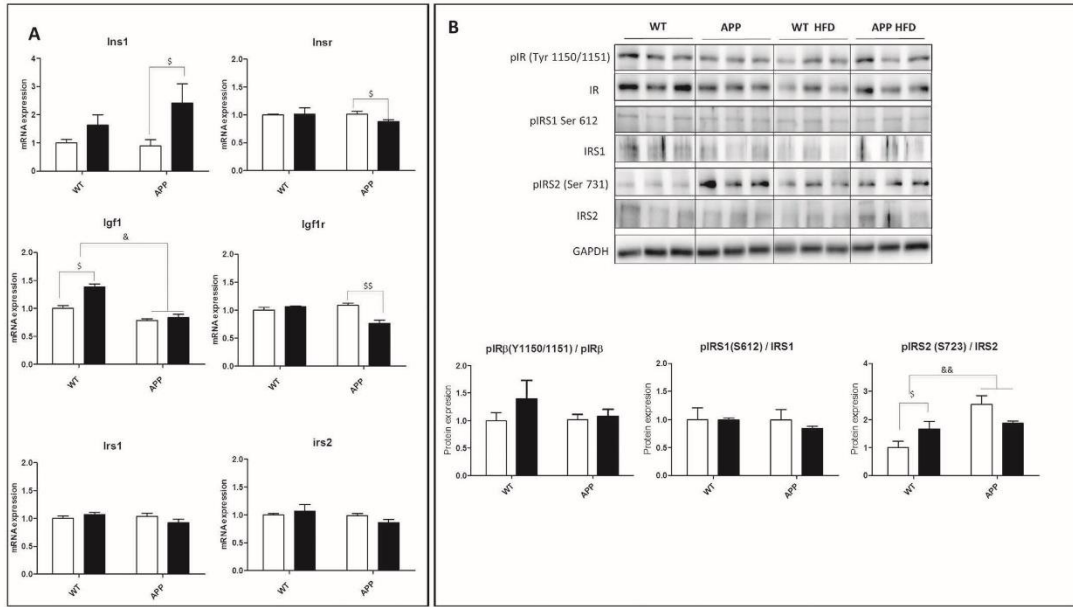 A
Ins1
Insr
mRNA expression
4
3
2
1
0
$
WT
APP
mRNA expression
2.0
1.5
1.0
0.5
0.0
$
WT
APP
Igf1
Igf1r
mRNA expression
2.0
1.5
1.0
0.5
0.0
$
&
WT
APP
mRNA expression
2.0
1.5
1.0
0.5
0.0
$$
WT
APP
Irs1
irs2
mRNA expression
2.0
1.5
1.0
0.5
0.0
WT
APP
mRNA expression
2.0
1.5
1.0
0.5
0.0
WT
APP
B
WT APP WT HFD APP HFD
pIR (Tyr 1150/1151)
IR
pIRS1 Ser 612
IRS1
pIRS2 (Ser 731)
IRS2
GAPDH
pIRβ(Y1150/1151) / pIRβ
Protein expresion
2.0
1.5
1.0
0.5
0.0
WT
APP
pIRS1(S612) / IRS1
Protein expresion
2.0
1.5
1.0
0.5
0.0
WT
APP
pIRS2 (S723) / IRS2
Protein expresion
4
3
2
1
0
$
&&
WT
APP